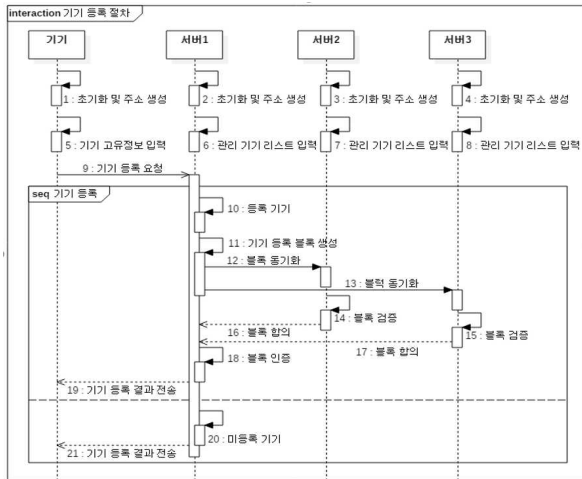 interaction 기기 등록 절차
기기 서버1 서버2 서버3
1 : 초기화 및 주소 생성 2 : 초기화 및 주소 생성 3 : 초기화 및 주소 생성 4 : 초기화 및 주소 생성
5 : 기기 고유정보 입력 6 : 관리 기기 리스트 입력 7 : 관리 기기 리스트 입력 8 : 관리 기기 리스트 입력
9 : 기기 등록 요청
seq 기기 등록
10 : 등록 기기
11 : 기기 등록 블록 생성
12 : 블록 동기화
13 : 블럭 동기화
14 : 블록 검증
16 : 블록 합의
15 : 블록 검증
17 : 블록 합의
18 : 블록 인증
19 : 기기 등록 결과 전송
20 : 미등록 기기
21 : 기기 등록 결과 전송